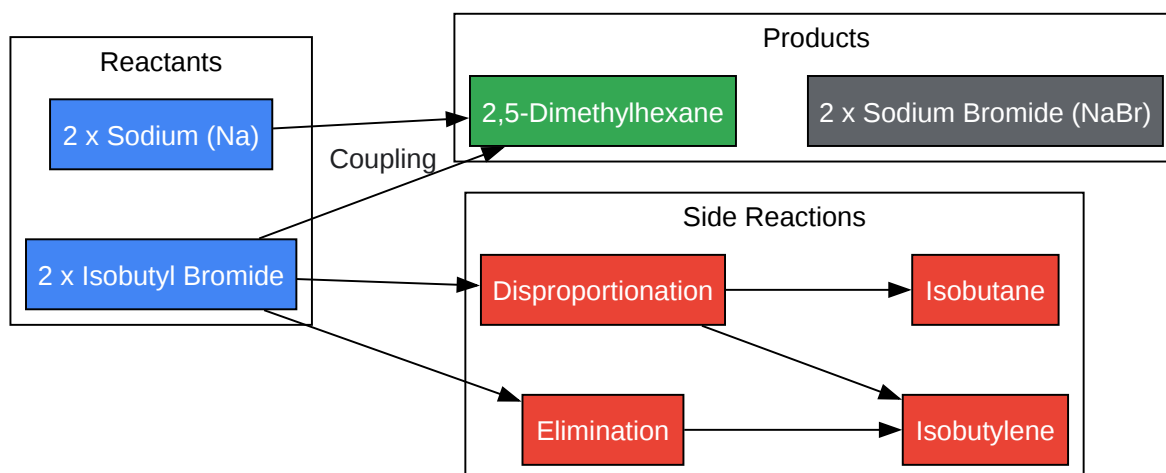 Reactants
2 x Sodium (Na)
2 x Isobutyl Bromide
Coupling
Products
2,5-Dimethylhexane
2 x Sodium Bromide (NaBr)
Side Reactions
Disproportionation
Isobutane
Elimination
Isobutylene